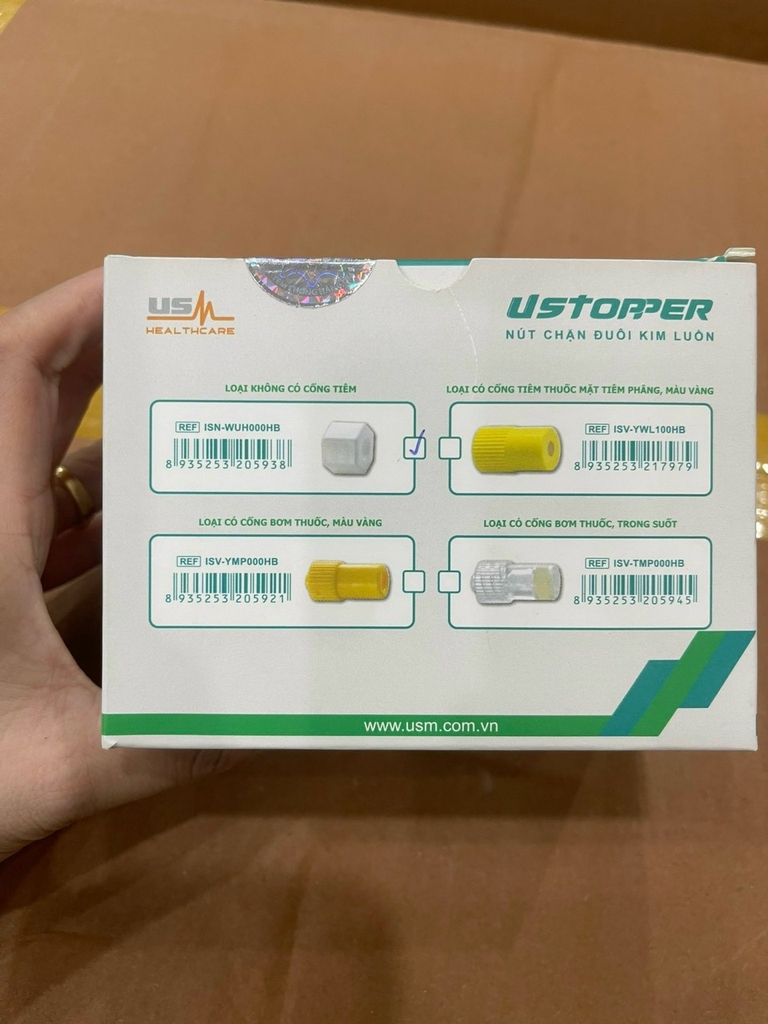 USM
HEALTHCARE
USTOPPER
NÚT CHẶN ĐUÔI KIM LUỒN
LOẠI KHÔNG CÓ CỔNG TIÊM
REF ISN-WUH000HB
8 935253 205938
LOẠI CÓ CỔNG TIÊM THUỐC MẶT TIÊM PHẲNG, MÀU VÀNG
REF ISV-YWL100HB
8 935253 217979
LOẠI CÓ CỔNG BƠM THUỐC, MÀU VÀNG
REF ISV-YMP000HB
8 935253 205921
LOẠI CÓ CỔNG BƠM THUỐC, TRONG SUỐT
REF ISV-TMP000HB
8 935253 205945
www.usm.com.vn